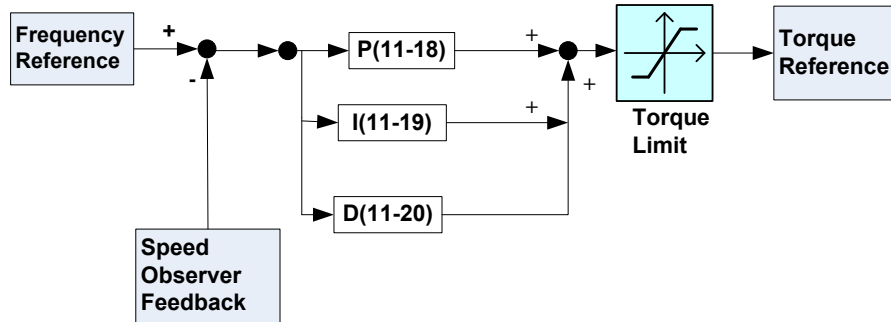 Frequency
Reference
+
-
P(11-18)
+
+
Torque
Limit
Torque
Reference
I(11-19)
+
D(11-20)
Speed
Observer
Feedback